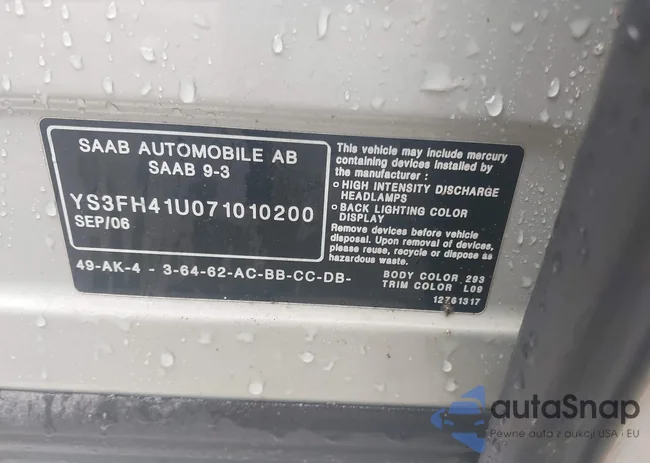 SAAB AUTOMOBILE AB
SAAB 9-3
YS3FH41U071010200
SEP/06
This vehicle may include mercury
containing devices installed by
the manufacturer :
HIGH INTENSITY DISCHARGE
HEADLAMPS
BACK LIGHTING COLOR
DISPLAY
Remove devices before vehicle
disposal. Upon removal of devices,
please reuse, recycle or dispose as
hazardous waste.
49-AK-4 - 3-64-62-AC-BB-CC-DB-
BODY COLOR 293
TRIM COLOR L09
12761317
autaSnap
Pewne auta z aukcji USA i EU